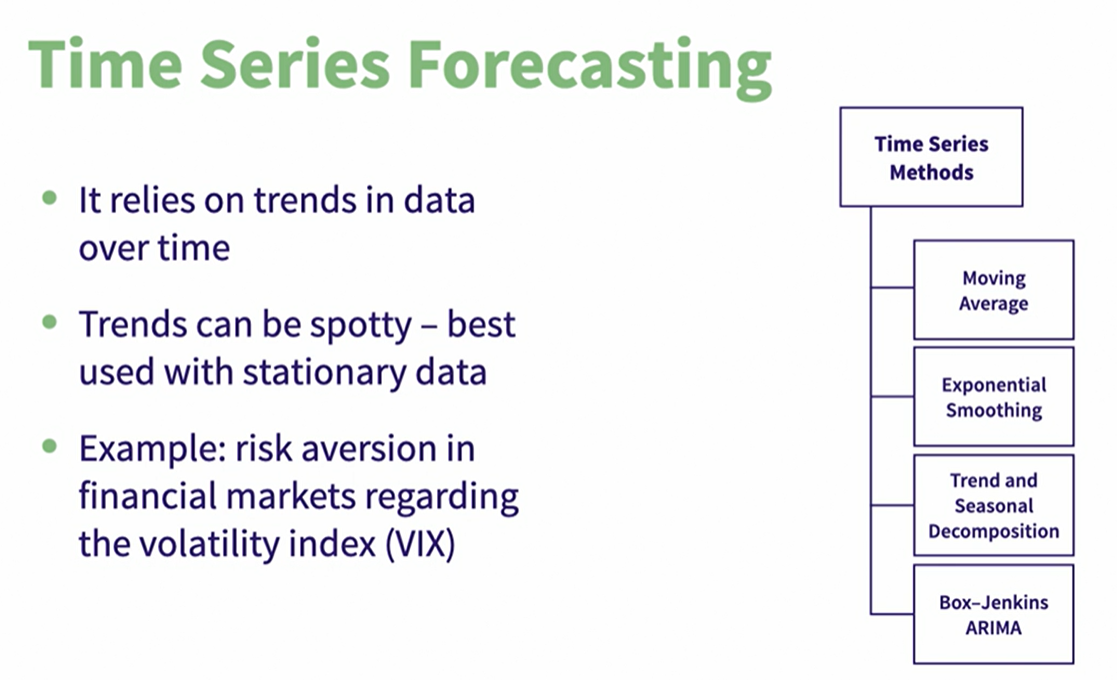 Time Series Forecasting
• It relies on trends in data
over time
• Trends can be spotty – best
used with stationary data
• Example: risk aversion in
financial markets regarding
the volatility index (VIX)
Time Series
Methods
Moving
Average
Exponential
Smoothing
Trend and
Seasonal
Decomposition
Box–Jenkins
ARIMA